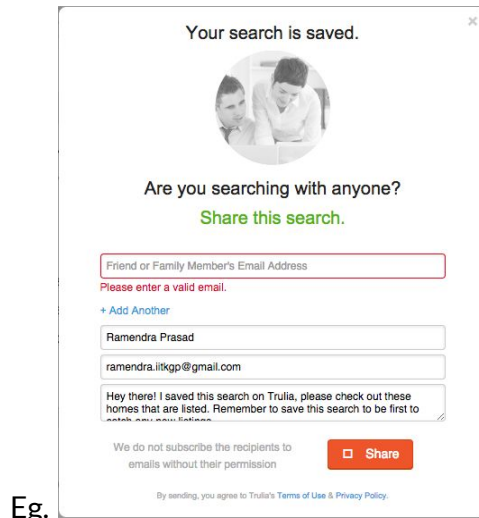 Your search is saved.
Are you searching with anyone?
Share this search.
Friend or Family Member's Email Address
Please enter a valid email.
+ Add Another
Ramendra Prasad
ramendra.iitkgp@gmail.com
Hey there! I saved this search on Trulia, please check out these
homes that are listed. Remember to save this search to be first to
catch any new listings
We do not subscribe the recipients to
emails without their permission
Share
By sending, you agree to Trulia's Terms of Use & Privacy Policy.
Eg.